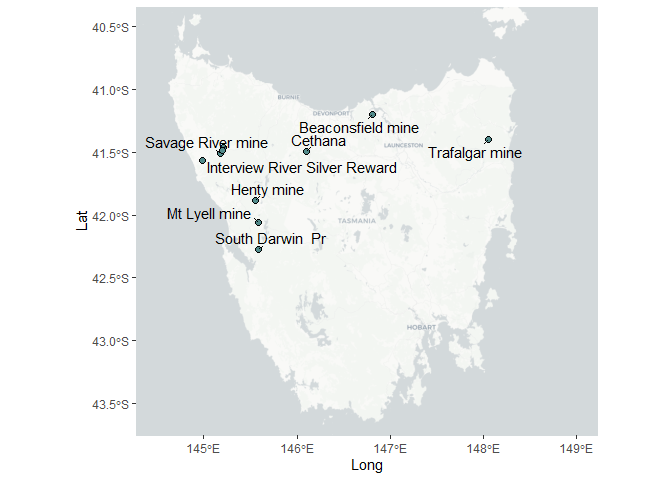 40.5°S
41.0°S
41.5°S
42.0°S
42.5°S
43.0°S
43.5°S
Lat
BURNIE
DEVONPORT
Beaconsfield mine
Cethana
LAUNCESTON
Savage River mine
Trafalgar mine
Interview River Silver Reward
Henty mine
Mt Lyell mine
TASMANIA
South Darwin  Pr
HOBART
145°E
146°E
147°E
148°E
149°E
Long